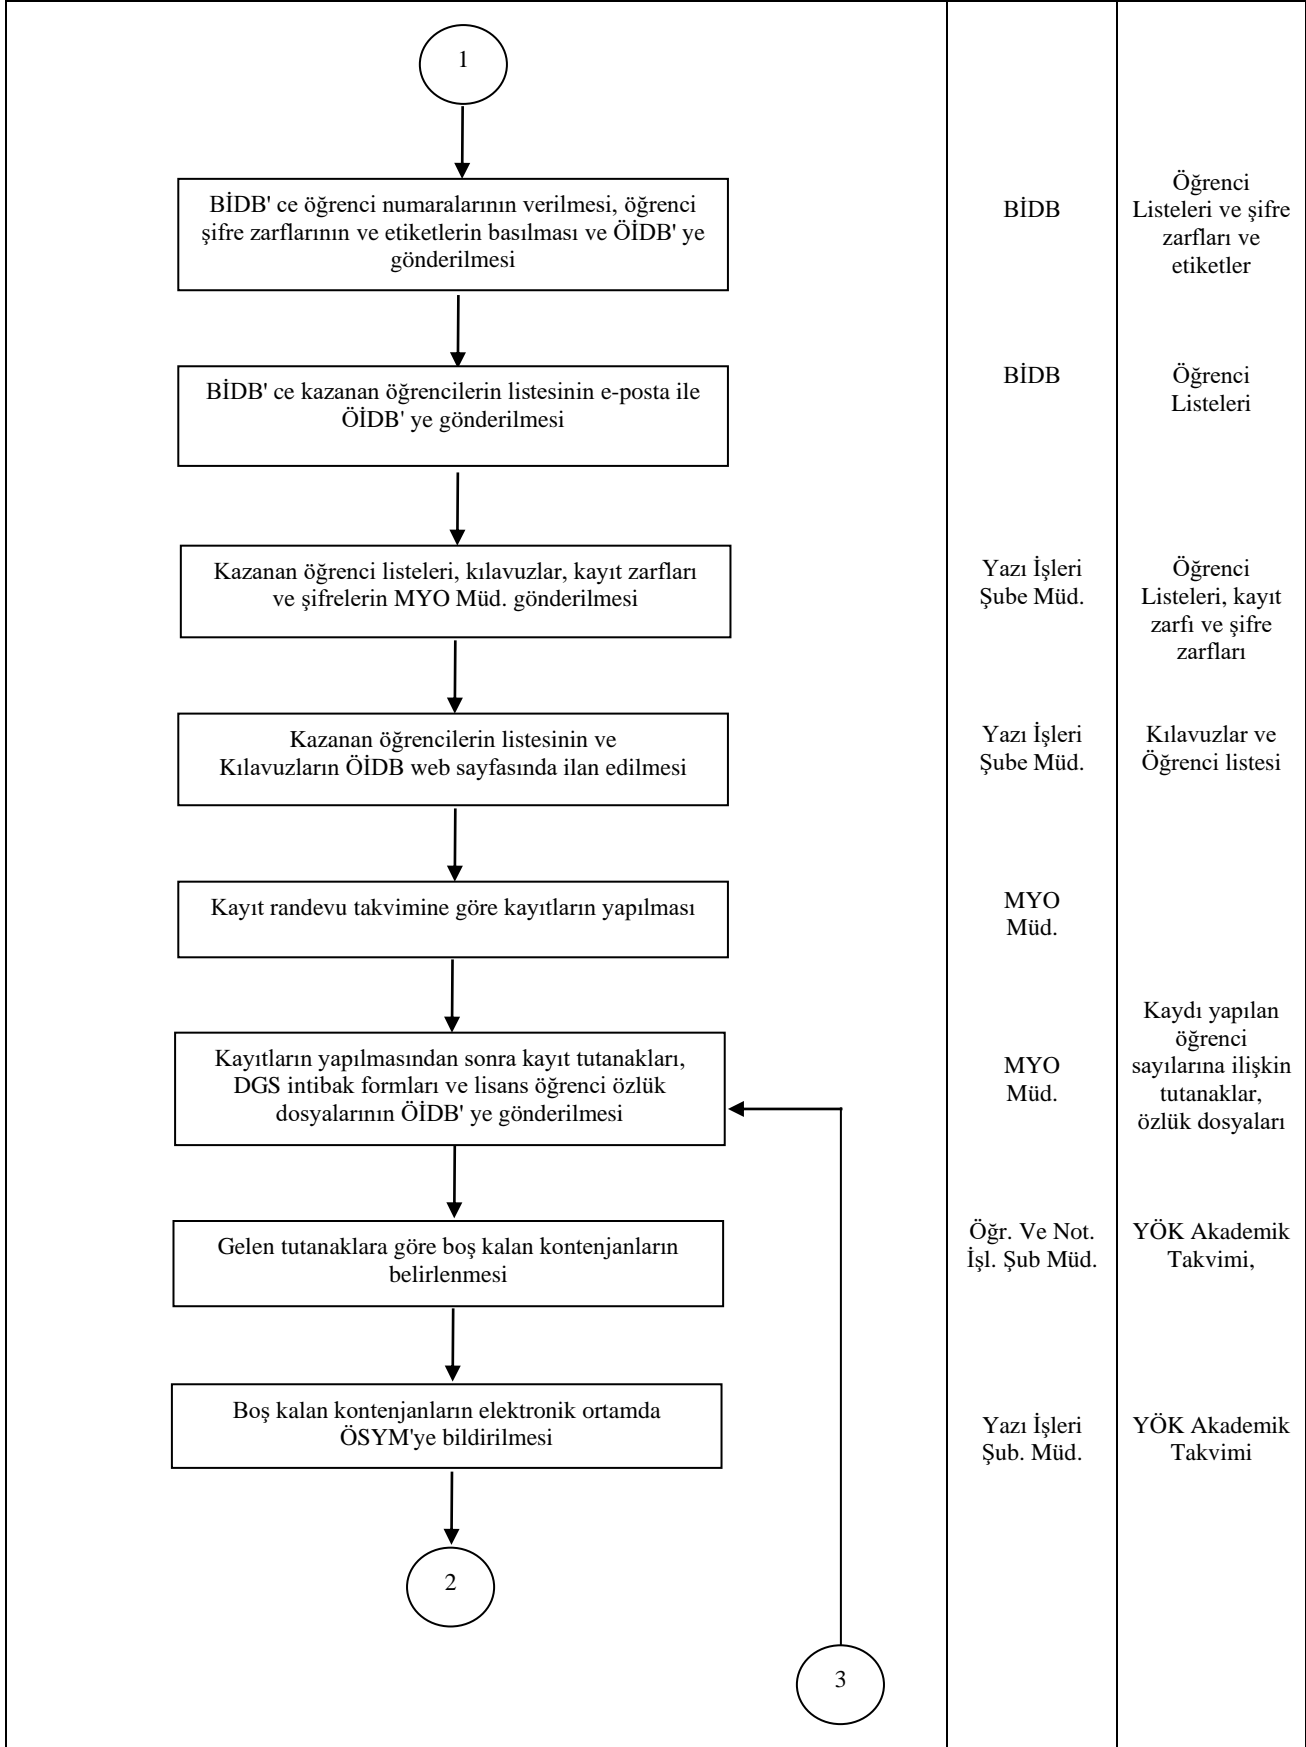 1
BİDB' ce öğrenci numaralarının verilmesi, öğrenci
şifre zarflarının ve etiketlerin basılması ve ÖİDB' ye
gönderilmesi
BİDB
Öğrenci
Listeleri ve şifre
zarfları ve
etiketler
BİDB' ce kazanan öğrencilerin listesinin e-posta ile
ÖİDB' ye gönderilmesi
BİDB
Öğrenci
Listeleri
Kazanan öğrenci listeleri, kılavuzlar, kayıt zarfları
ve şifrelerin MYO Müd. gönderilmesi
Yazı İşleri
Şube Müd.
Öğrenci
Listeleri, kayıt
zarfı ve şifre
zarfları
Kazanan öğrencilerin listesinin ve
Kılavuzların ÖİDB web sayfasında ilan edilmesi
Yazı İşleri
Şube Müd.
Kılavuzlar ve
Öğrenci listesi
Kayıt randevu takvimine göre kayıtların yapılması
MYO
Müd.
Kayıtların yapılmasından sonra kayıt tutanakları,
DGS intibak formları ve lisans öğrenci özlük
dosyalarının ÖİDB' ye gönderilmesi
MYO
Müd.
Kaydı yapılan
öğrenci
sayılarına ilişkin
tutanaklar,
özlük dosyaları
Gelen tutanaklara göre boş kalan kontenjanların
belirlenmesi
Öğr. Ve Not.
İşl. Şub Müd.
YÖK Akademik
Takvimi,
Boş kalan kontenjanların elektronik ortamda
ÖSYM'ye bildirilmesi
Yazı İşleri
Şub. Müd.
YÖK Akademik
Takvimi
2
3